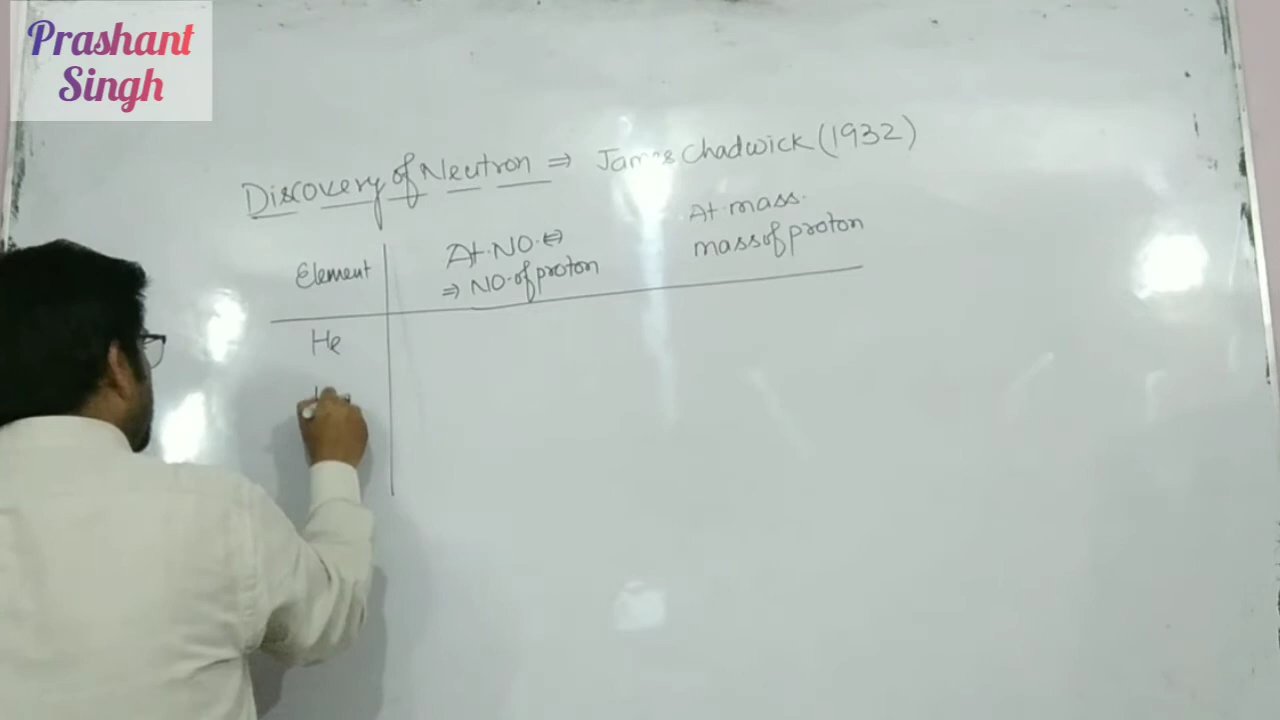 Prashant
Singh
Discovery of Neutron ⇒ James Chadwick (1932)
Element
At. NO. ⇔
⇒ NO. of proton
At. mass.
mass of proton
He